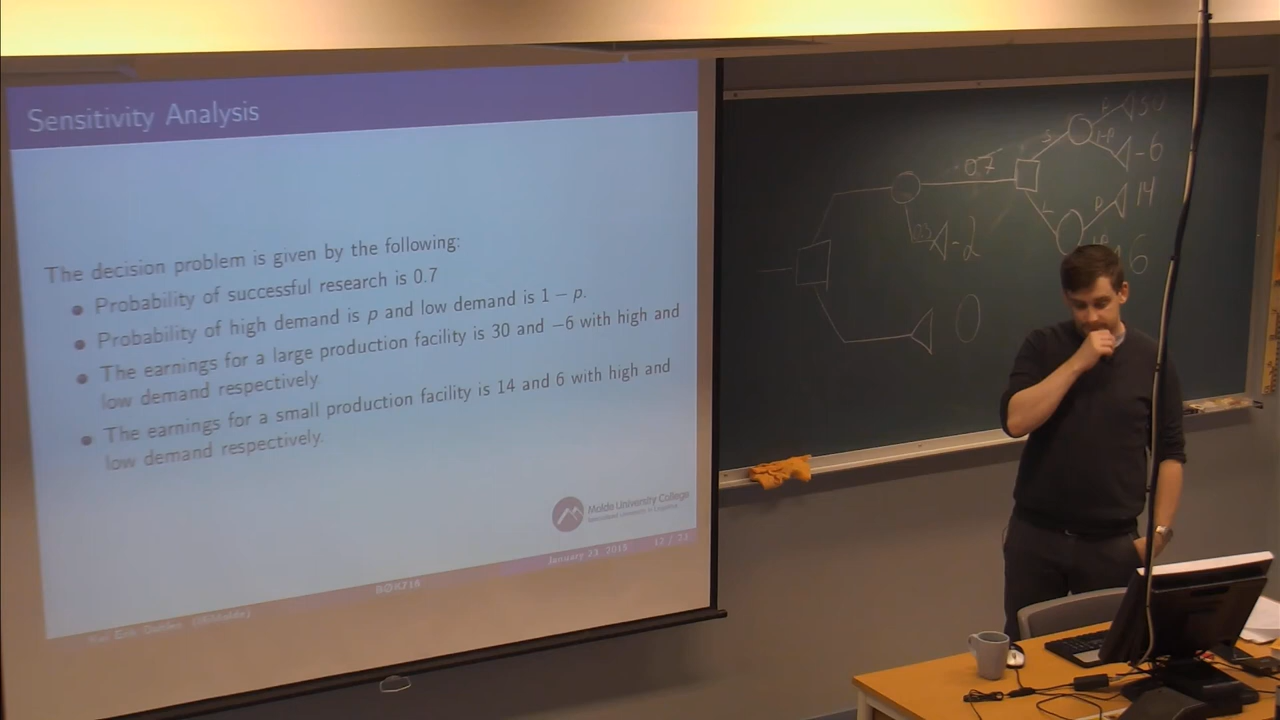 Sensitivity Analysis
The decision problem is given by the following:
Probability of successful research is 0.7
Probability of high demand is p and low demand is 1 − p.
The earnings for a large production facility is 30 and −6 with high and
low demand respectively
The earnings for a small production facility is 14 and 6 with high and
low demand respectively.
Molde University College
January 23, 2015
0.7
S
-6
L
P
14
6
-2
0